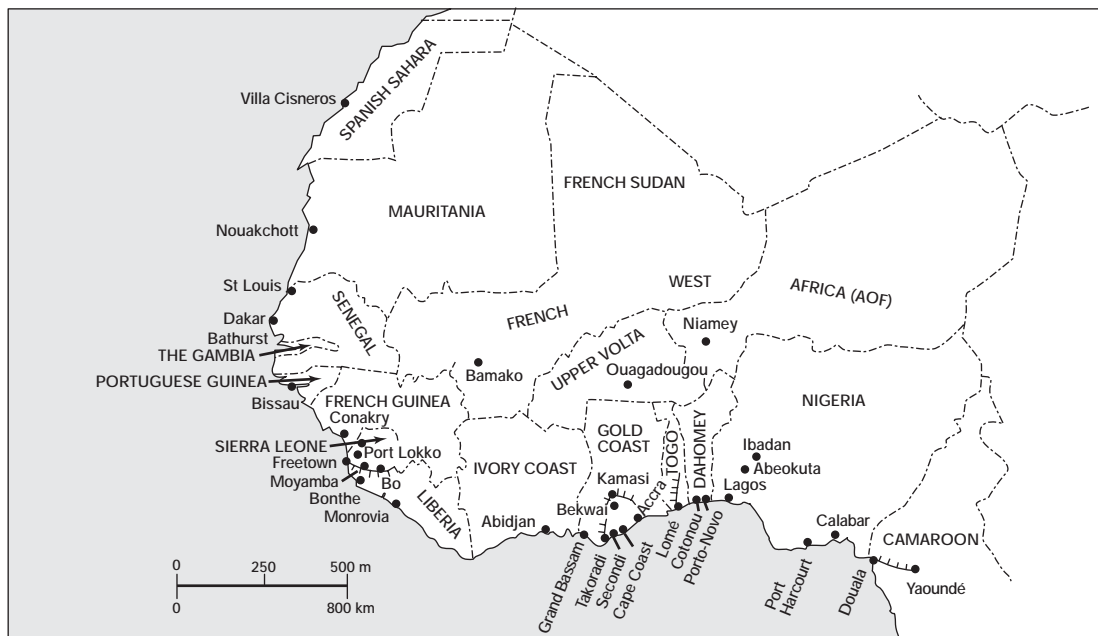 SPANISH SAHARA
Villa Cisneros
FRENCH SUDAN
MAURITANIA
Nouakchott
WEST
AFRICA (AOF)
St Louis
SENEGAL
FRENCH
Dakar
Bathurst
THE GAMBIA
Niamey
UPPER VOLTA
Bamako
Ouagadougou
PORTUGUESE GUINEA
Bissau
FRENCH GUINEA
NIGERIA
Conakry
GOLD
COAST
TOGO
DAHOMEY
SIERRA LEONE
Port Lokko
Ibadan
Freetown
IVORY COAST
Abeokuta
Moyamba
Bo
Kamasi
Lagos
Bonthe
LIBERIA
Bekwai
Accra
Monrovia
Abidjan
Calabar
CAMAROON
Grand Bassam
Takoradi
Secondi
Cape Coast
Lomé
Cotonou
Porto-Novo
Port
Harcourt
Douala
Yaoundé
0 250 500 m
0 800 km